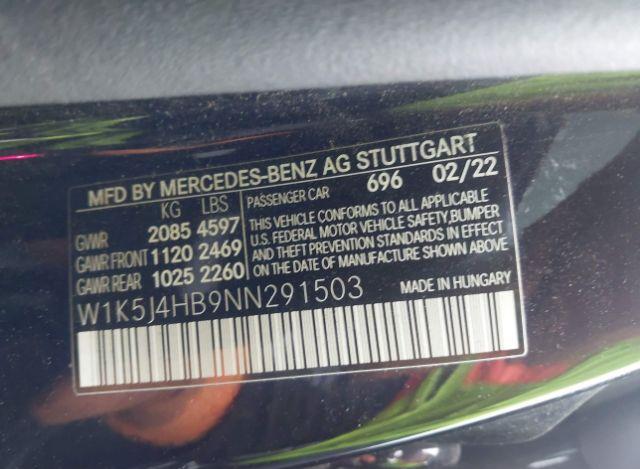 MFD BY MERCEDES-BENZ AG STUTTGART
KG LBS
GVWR 2085 4597
GAWR FRONT 1120 2469
GAWR REAR 1025 2260
PASSENGER CAR 696 02/22
THIS VEHICLE CONFORMS TO ALL APPLICABLE
U.S. FEDERAL MOTOR VEHICLE SAFETY, BUMPER
AND THEFT PREVENTION STANDARDS IN EFFECT
ON THE DATE OF MANUFACTURE SHOWN ABOVE
W1K5J4HB9NN291503
MADE IN HUNGARY